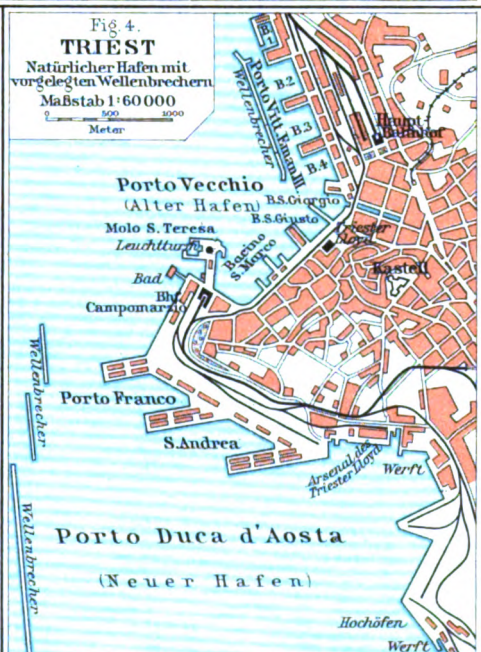 Fig. 4.
TRIEST
Natürlicher Hafen mit
vorgelegten Wellenbrechern
Maßstab 1:60000
0 500 1000
Meter
B.1
Porto Vitt. Eman. III.
B.2
Wellenbrecher
B.3
B.4
Haupt-
Bahnhof
Porto Vecchio
(Alter Hafen)
B.S.Giorgio
B.S.Giusto
Molo S. Teresa
Leuchtturm
Bacino
S. Marco
Triester
Lloyd
Kastell
Bad
Bhf.
Campomarzio
Wellenbrecher
Porto Franco
S.Andrea
Arsenal des
Triester Lloyd
Werft
Wellenbrecher
Porto Duca d'Aosta
(Neuer Hafen)
Hochöfen
Werft